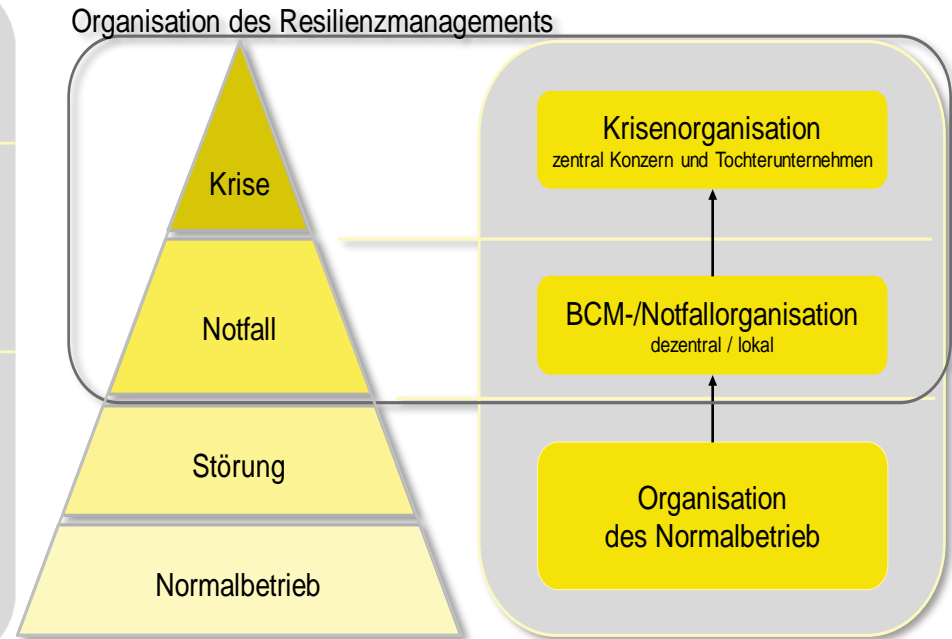 Organisation des Resilienzmanagements
Krise
Notfall
Störung
Normalbetrieb
Krisenorganisation
zentral Konzern und Tochterunternehmen
BCM-/Notfallorganisation
dezentral / lokal
Organisation
des Normalbetrieb